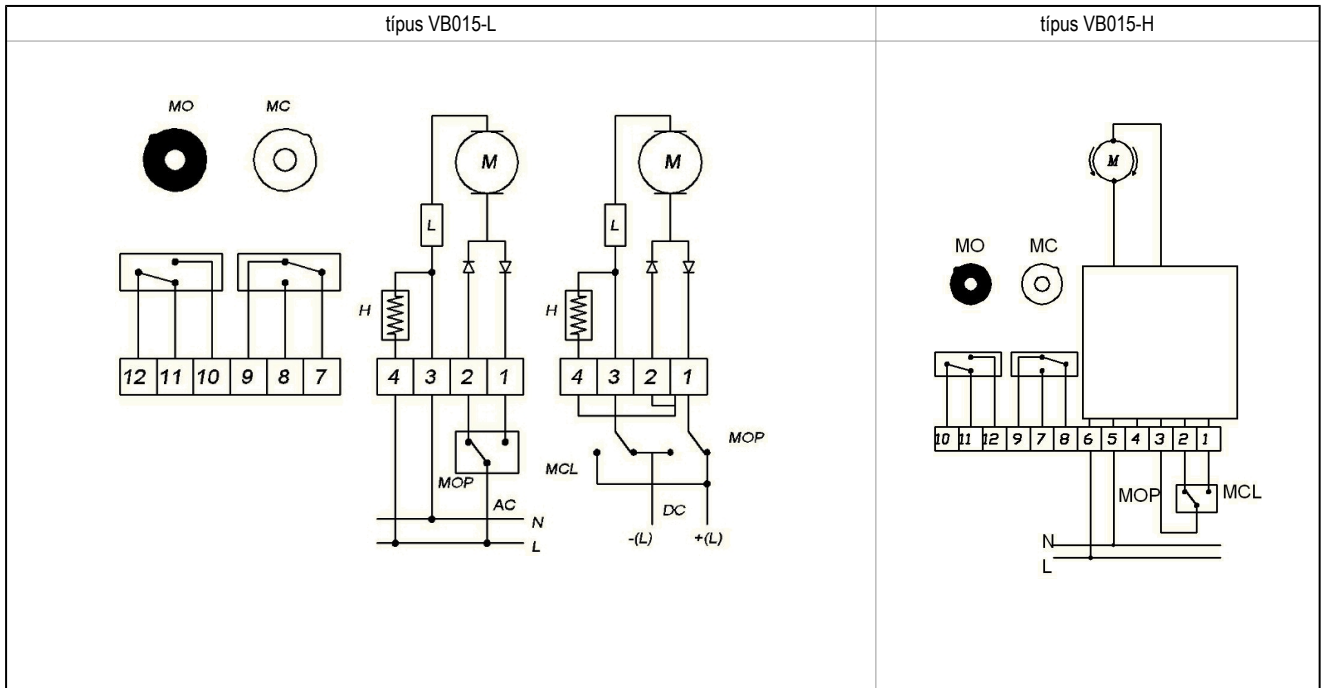 típus VB015-L
típus VB015-H
MO MC
M
M
L
L
H
H
12 11 10 9 8 7
4 3 2 1
4 3 2 1
MOP
AC
N
L
MCL
MOP
DC
-(L) +(L)
M
MO MC
10 11 12 9 7 8 6 5 4 3 2 1
MOP MCL
N
L